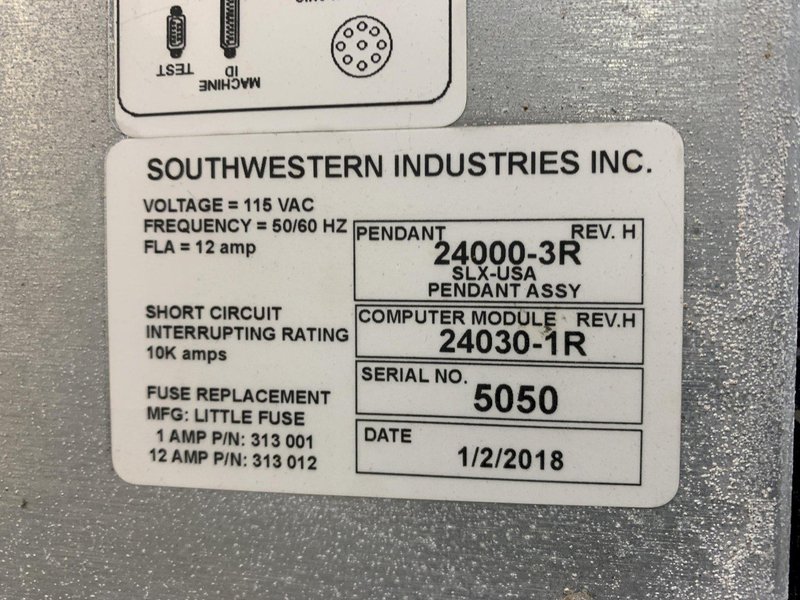 TEST
MACHINE
ID
SOUTHWESTERN INDUSTRIES INC.
VOLTAGE = 115 VAC
FREQUENCY = 50/60 HZ
FLA = 12 amp
SHORT CIRCUIT
INTERRUPTING RATING
10K amps
FUSE REPLACEMENT
MFG: LITTLE FUSE
1 AMP P/N: 313 001
12 AMP P/N: 313 012
PENDANT REV. H
24000-3R
SLX-USA
PENDANT ASSY
COMPUTER MODULE REV.H
24030-1R
SERIAL NO.
5050
DATE
1/2/2018